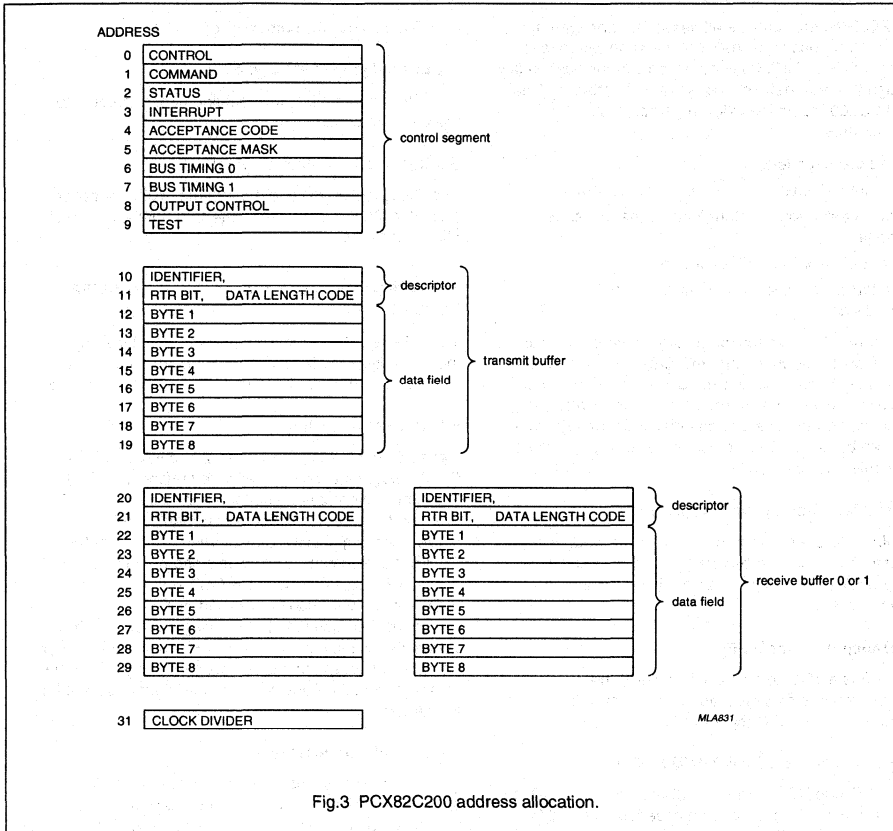 ADDRESS
0 CONTROL
1 COMMAND
2 STATUS
3 INTERRUPT
4 ACCEPTANCE CODE
5 ACCEPTANCE MASK
6 BUS TIMING 0
7 BUS TIMING 1
8 OUTPUT CONTROL
9 TEST
control segment
10 IDENTIFIER,
11 RTR BIT, DATA LENGTH CODE
12 BYTE 1
13 BYTE 2
14 BYTE 3
15 BYTE 4
16 BYTE 5
17 BYTE 6
18 BYTE 7
19 BYTE 8
descriptor
data field
transmit buffer
20 IDENTIFIER, IDENTIFIER,
21 RTR BIT, DATA LENGTH CODE RTR BIT, DATA LENGTH CODE
22 BYTE 1 BYTE 1
23 BYTE 2 BYTE 2
24 BYTE 3 BYTE 3
25 BYTE 4 BYTE 4
26 BYTE 5 BYTE 5
27 BYTE 6 BYTE 6
28 BYTE 7 BYTE 7
29 BYTE 8 BYTE 8
descriptor
data field
receive buffer 0 or 1
31 CLOCK DIVIDER
MLA831
Fig.3 PCX82C200 address allocation.